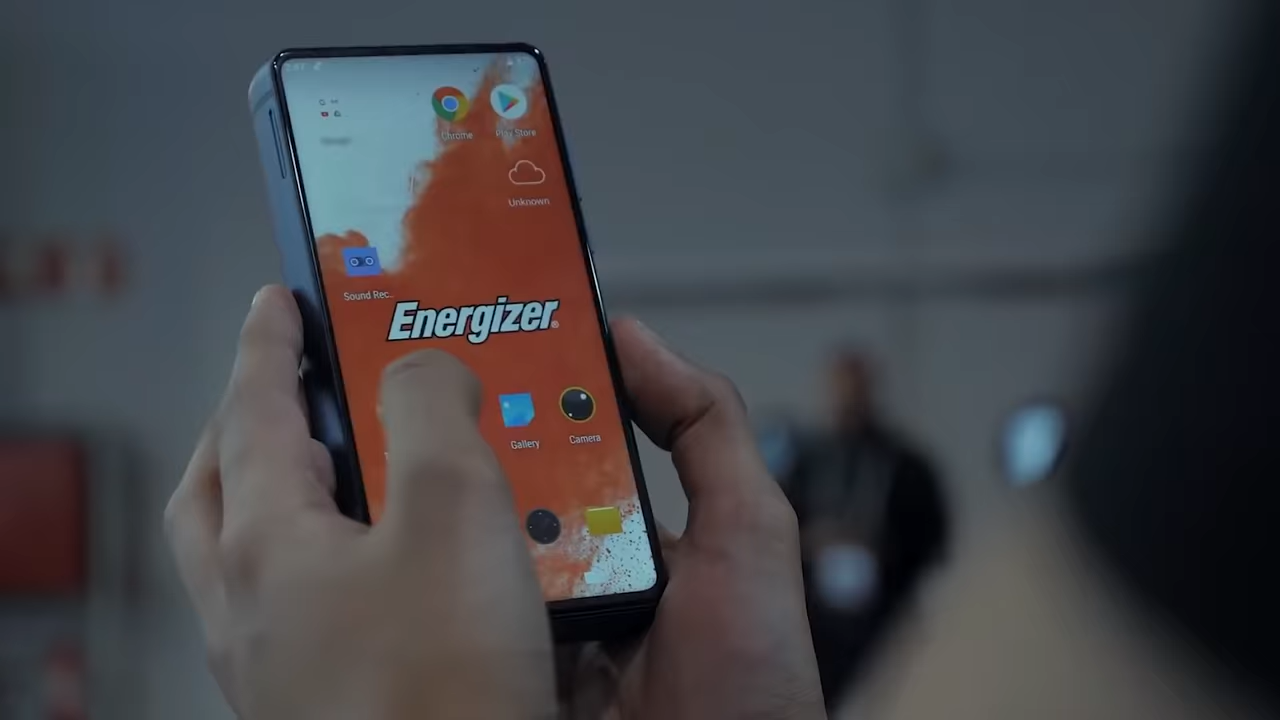 Chrome
Play Store
Unknown
Sound Rec..
Energizer®
Gallery
Camera